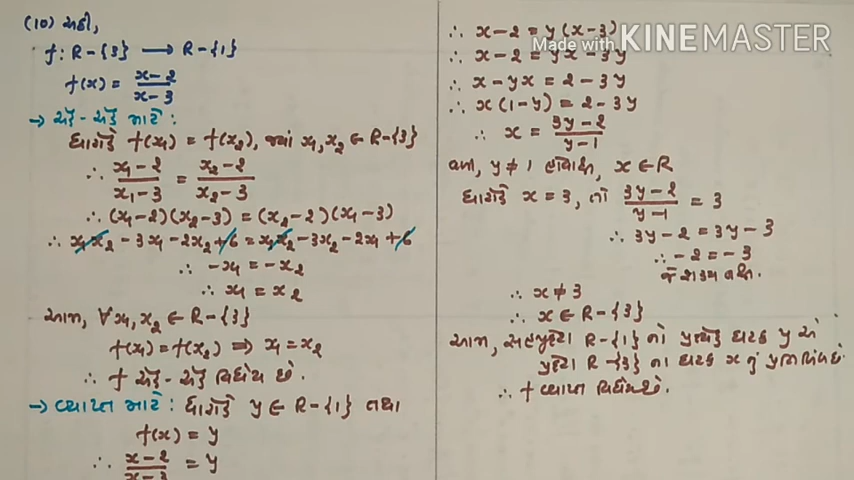 (10) અહીં,
f : R-{3} ⟶ R-{1}
f(x) = x-2 / x-3
→ એક-એક માટે :
ધારોકે f(x₁) = f(x₂), જ્યાં x₁, x₂ ∈ R-{3}
∴ x₁-2 / x₁-3 = x₂-2 / x₂-3
∴ (x₁-2)(x₂-3) = (x₂-2)(x₁-3)
∴ x₁x₂ - 3x₁ - 2x₂ + 6 = x₁x₂ - 3x₂ - 2x₁ + 6
∴ -x₁ = -x₂
∴ x₁ = x₂
આમ, ∀ x₁, x₂ ∈ R-{3}
f(x₁) = f(x₂) ⟹ x₁ = x₂
∴ f એક-એક વિધેય છે.
→ વ્યાપ્ત માટે : ધારોકે y ∈ R-{1} તથા
f(x) = y
∴ x-2 / x-3 = y
∴ x-2 = y(x-3)
Made with KINEMASTER
∴ x-2 = yx-3y
∴ x-yx = 2-3y
∴ x(1-y) = 2-3y
∴ x = 3y-2 / y-1
વળી, y ≠ 1 હોવાથી, x ∈ R
ધારોકે x = 3, તો 3y-2 / y-1 = 3
∴ 3y-2 = 3y-3
∴ -2 = -3
જે શક્ય નથી.
∴ x ≠ 3
∴ x ∈ R-{3}
આમ, સહપ્રદેશ R-{1} નો પ્રત્યેક ઘટક y એ
પ્રદેશ R-{3} ના ઘટક x નું પ્રતિબિંબ છે.
∴ f વ્યાપ્ત વિધેય છે.